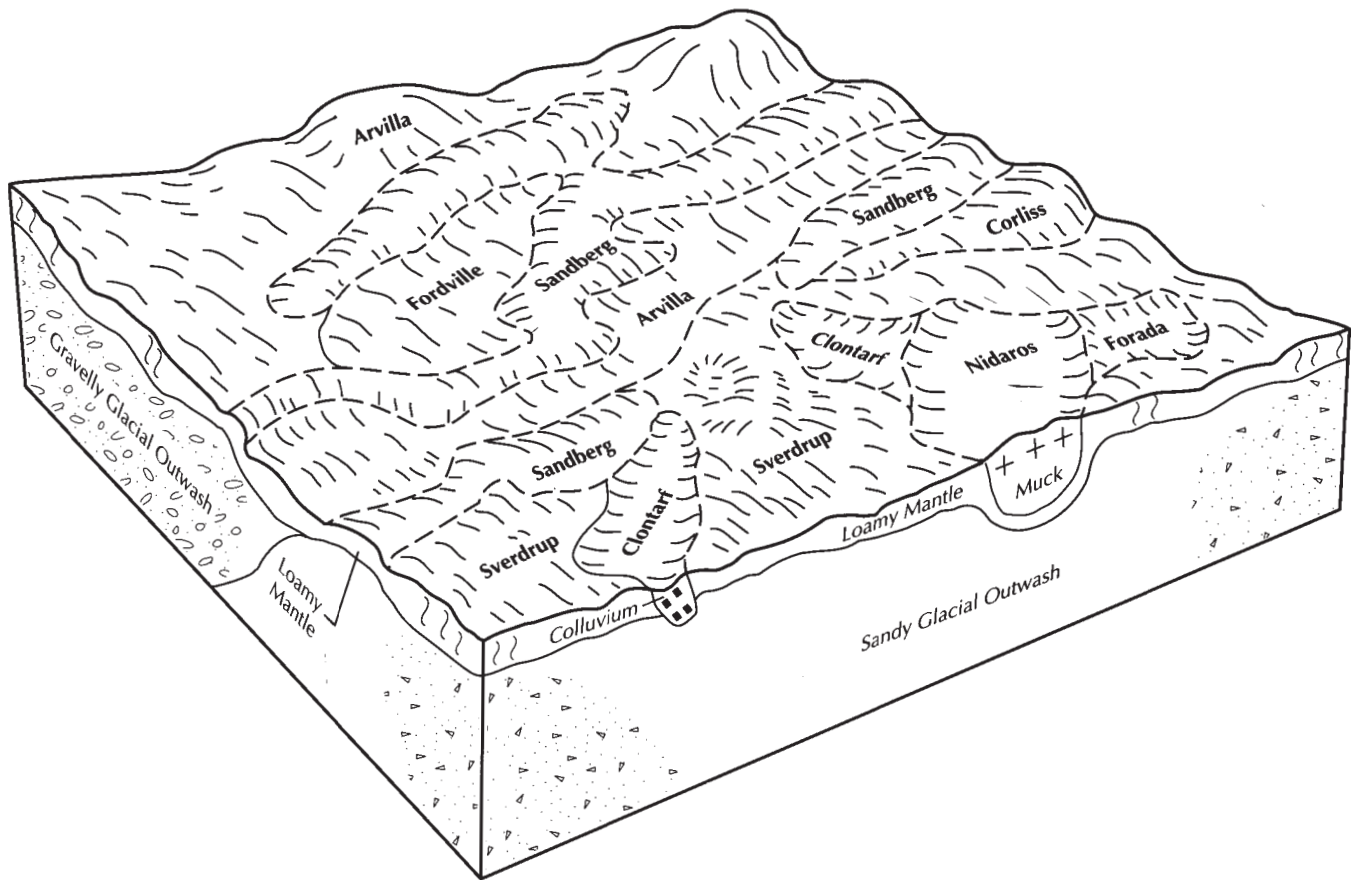 Arvilla
Sandberg
Corliss
Fordville
Sandberg
Arvilla
Clontarf
Nidaros
Forada
Gravelly Glacial Outwash
Sandberg
Sverdrup
Muck
Loamy Mantle
Clontarf
Sverdrup
Loamy
Mantle
Colluvium
Sandy Glacial Outwash